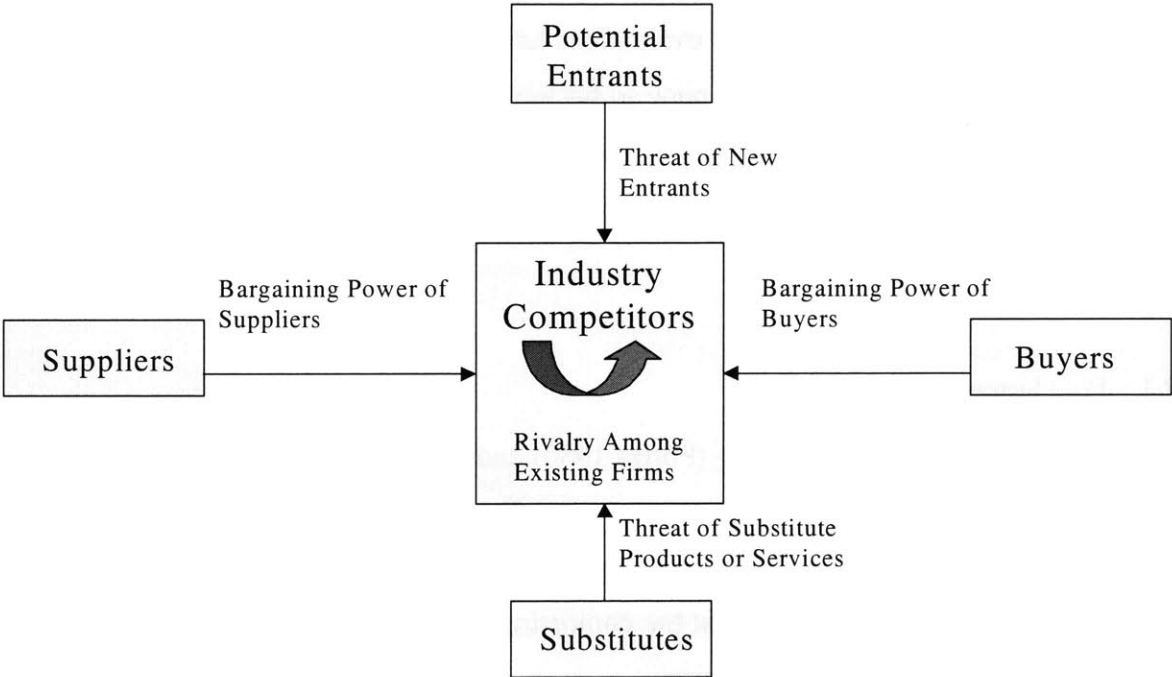 Potential
Entrants
Threat of New
Entrants
Industry
Competitors
Bargaining Power of
Suppliers
Bargaining Power of
Buyers
Suppliers
Buyers
Rivalry Among
Existing Firms
Threat of Substitute
Products or Services
Substitutes